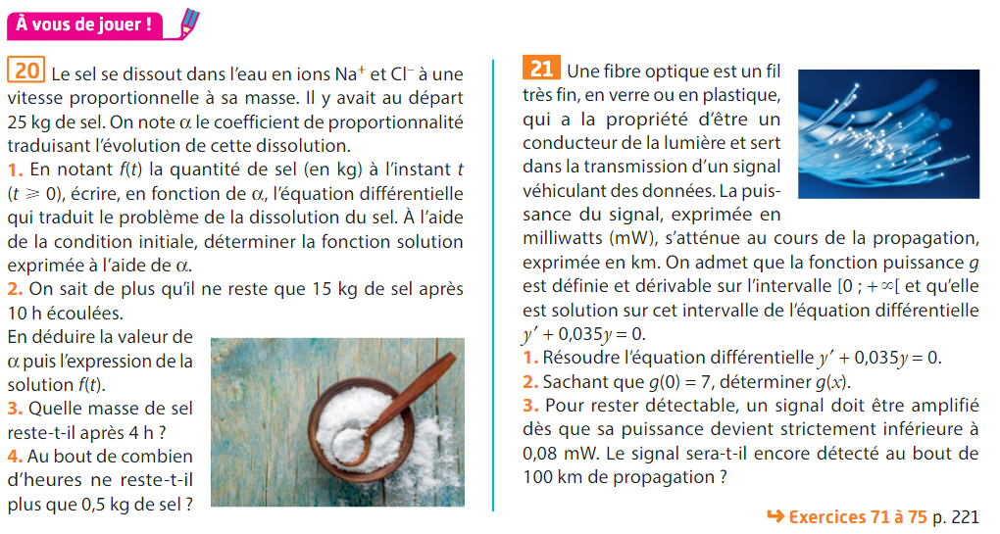 À vous de jouer !
20 Le sel se dissout dans l'eau en ions Na⁺ et Cl⁻ à une
vitesse proportionnelle à sa masse. Il y avait au départ
25 kg de sel. On note α le coefficient de proportionnalité
traduisant l'évolution de cette dissolution.
1. En notant f(t) la quantité de sel (en kg) à l'instant t
(t ⩾ 0), écrire, en fonction de α, l'équation différentielle
qui traduit le problème de la dissolution du sel. À l'aide
de la condition initiale, déterminer la fonction solution
exprimée à l'aide de α.
2. On sait de plus qu'il ne reste que 15 kg de sel après
10 h écoulées.
En déduire la valeur de
α puis l'expression de la
solution f(t).
3. Quelle masse de sel
reste-t-il après 4 h ?
4. Au bout de combien
d'heures ne reste-t-il
plus que 0,5 kg de sel ?
21 Une fibre optique est un fil
très fin, en verre ou en plastique,
qui a la propriété d'être un
conducteur de la lumière et sert
dans la transmission d'un signal
véhiculant des données. La puis-
sance du signal, exprimée en
milliwatts (mW), s'atténue au cours de la propagation,
exprimée en km. On admet que la fonction puissance g
est définie et dérivable sur l'intervalle [0 ; +∞[ et qu'elle
est solution sur cet intervalle de l'équation différentielle
y′ + 0,035y = 0.
1. Résoudre l'équation différentielle y′ + 0,035y = 0.
2. Sachant que g(0) = 7, déterminer g(x).
3. Pour rester détectable, un signal doit être amplifié
dès que sa puissance devient strictement inférieure à
0,08 mW. Le signal sera-t-il encore détecté au bout de
100 km de propagation ?
↪ Exercices 71 à 75 p. 221